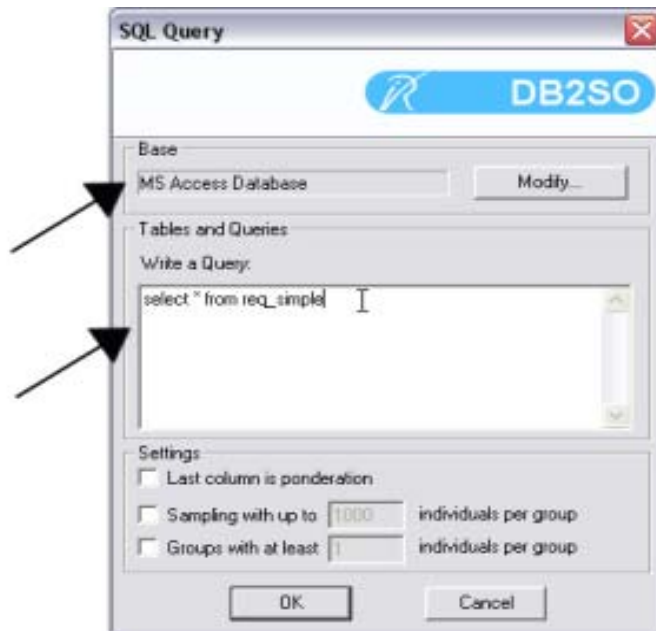 SQL Query
DB2SO
Base
MS Access Database
Modify...
Tables and Queries
Write a Query:
select * from req_simple
Settings
Last column is ponderation
Sampling with up to 1000 individuals per group
Groups with at least 1 individuals per group
OK Cancel